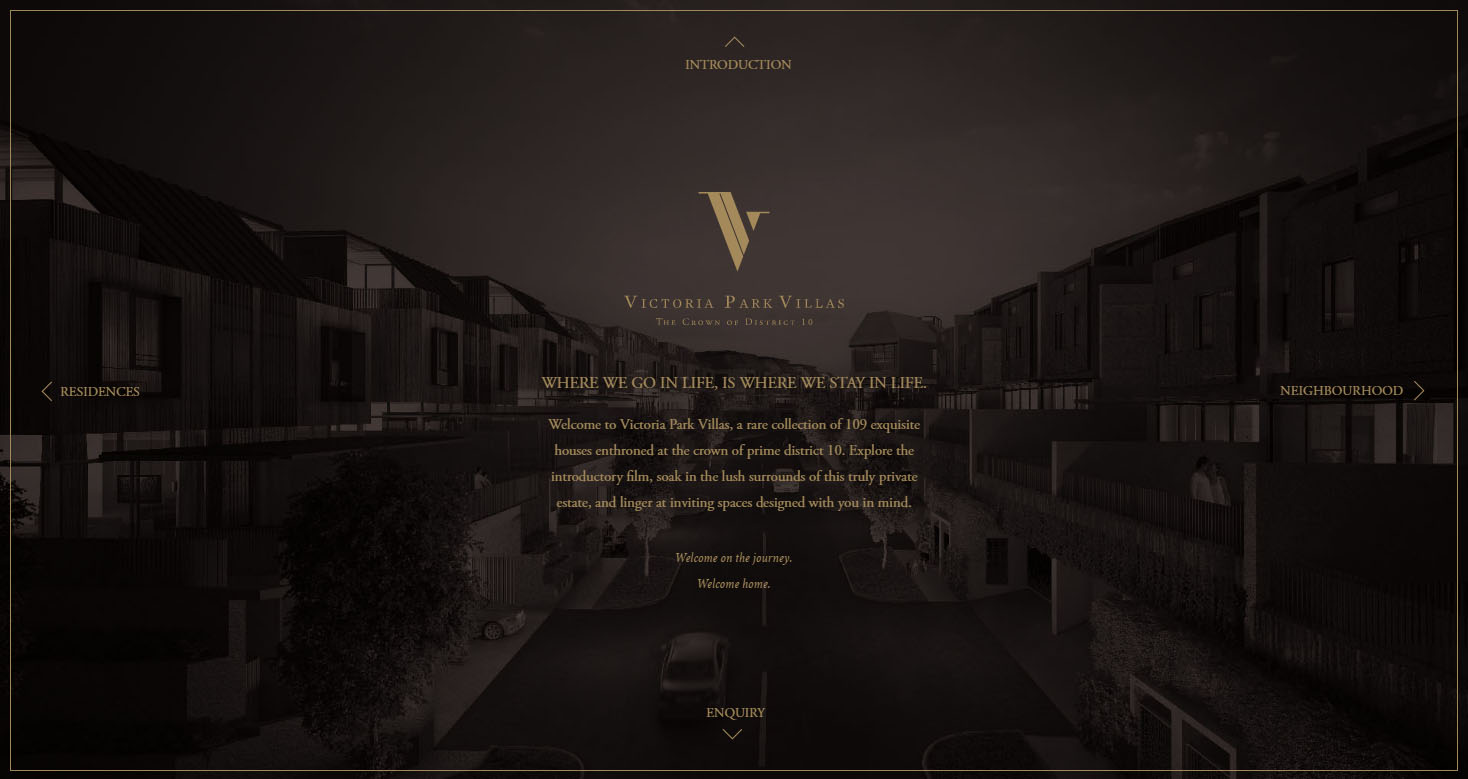 INTRODUCTION
VICTORIA PARK VILLAS
THE CROWN OF DISTRICT 10
WHERE WE GO IN LIFE, IS WHERE WE STAY IN LIFE.
RESIDENCES
NEIGHBOURHOOD
Welcome to Victoria Park Villas, a rare collection of 109 exquisite
houses enthroned at the crown of prime district 10. Explore the
introductory film, soak in the lush surrounds of this truly private
estate, and linger at inviting spaces designed with you in mind.
Welcome on the journey.
Welcome home.
ENQUIRY